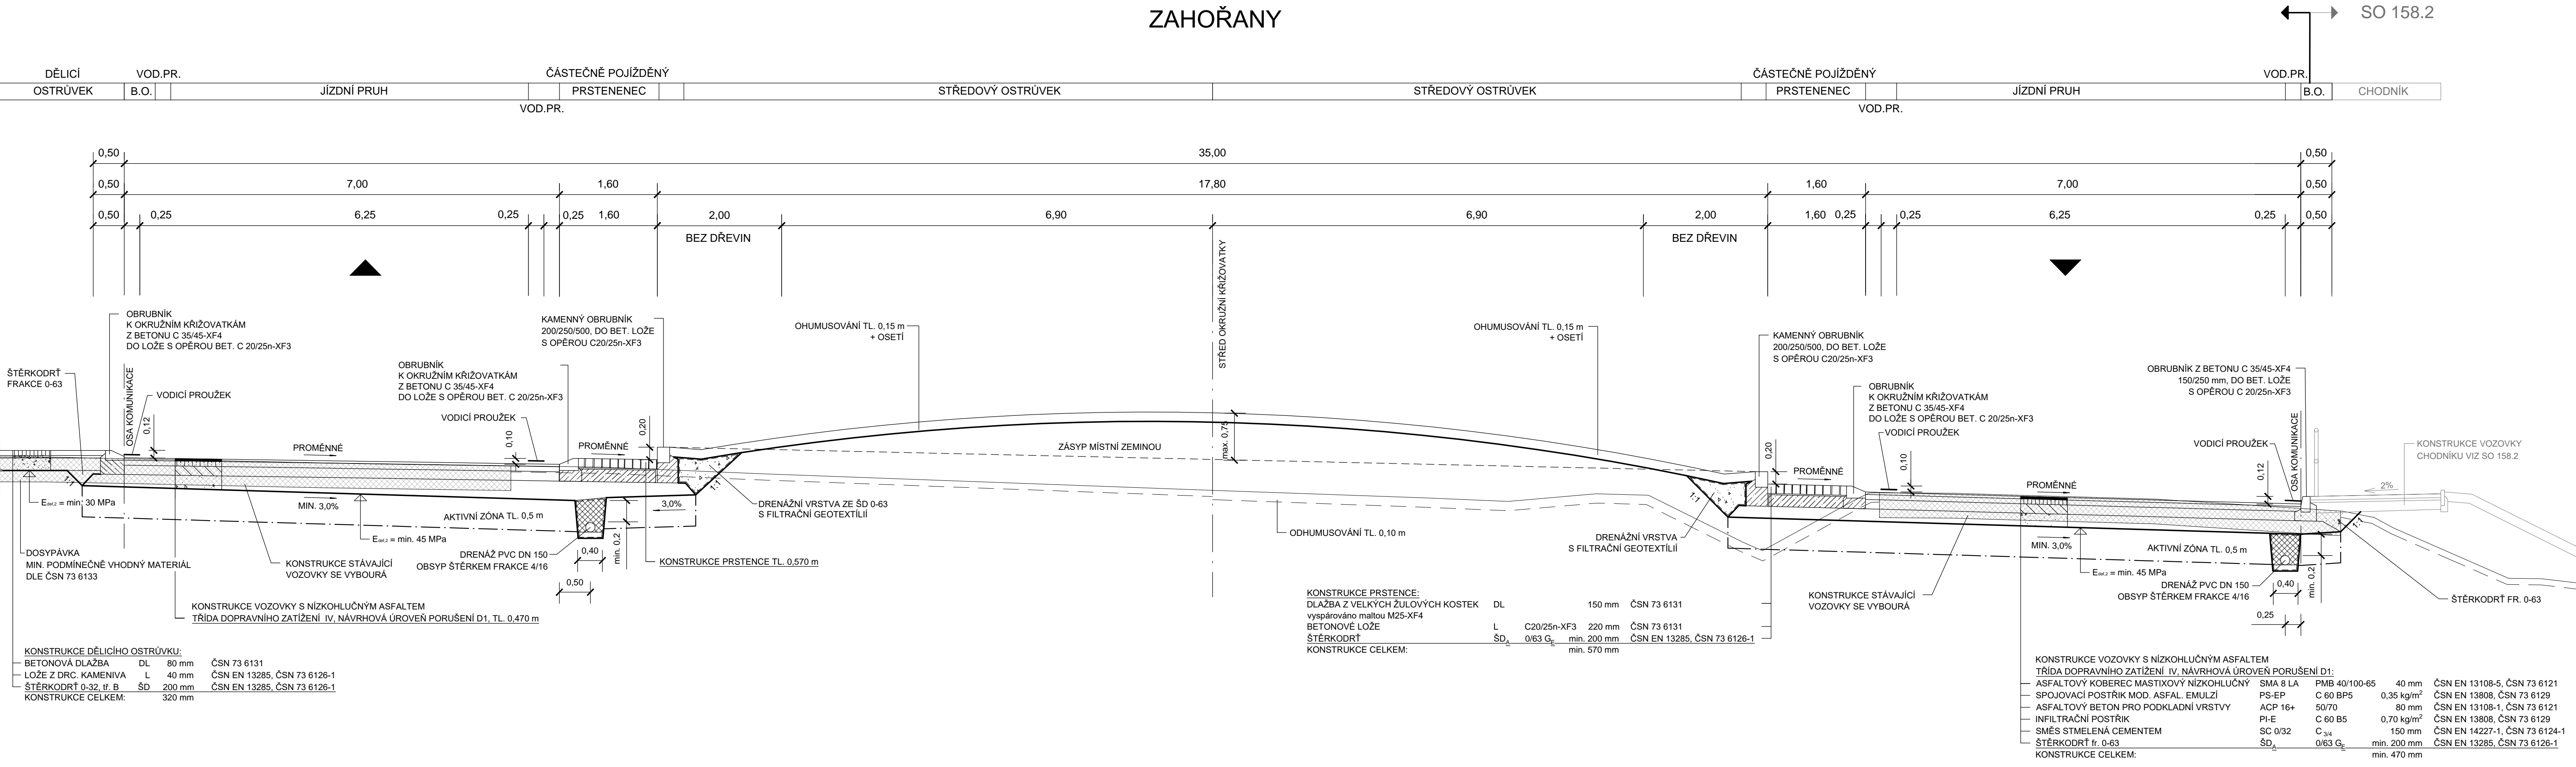 ZAHOŘANY
SO 158.2
DĚLICÍ
OSTRŮVEK
VOD.PR.
B.O.
JÍZDNÍ PRUH
VOD.PR.
ČÁSTEČNĚ POJÍŽDĚNÝ
PRSTENENEC
STŘEDOVÝ OSTRŮVEK
STŘEDOVÝ OSTRŮVEK
ČÁSTEČNĚ POJÍŽDĚNÝ
PRSTENENEC
VOD.PR.
JÍZDNÍ PRUH
VOD.PR.
B.O.
CHODNÍK
0,50 35,00 0,50
0,50 7,00 1,60 17,80 1,60 7,00 0,50
0,50 0,25 6,25 0,25 0,25 1,60 2,00 6,90 6,90 2,00 1,60 0,25 0,25 6,25 0,25 0,50
BEZ DŘEVIN
BEZ DŘEVIN
STŘED OKRUŽNÍ KŘIŽOVATKY
OBRUBNÍK
K OKRUŽNÍM KŘIŽOVATKÁM
Z BETONU C 35/45-XF4
DO LOŽE S OPĚROU BET. C 20/25n-XF3
ŠTĚRKODRŤ
FRAKCE 0-63
OSA KOMUNIKACE
VODICÍ PROUŽEK
0,12
PROMĚNNÉ
OBRUBNÍK
K OKRUŽNÍM KŘIŽOVATKÁM
Z BETONU C 35/45-XF4
DO LOŽE S OPĚROU BET. C 20/25n-XF3
VODICÍ PROUŽEK
0,10
KAMENNÝ OBRUBNÍK
200/250/500, DO BET. LOŽE
S OPĚROU C20/25n-XF3
PROMĚNNÉ
0,20
OHUMUSOVÁNÍ TL. 0,15 m
+ OSETÍ
ZÁSYP MÍSTNÍ ZEMINOU
max. 0,75
OHUMUSOVÁNÍ TL. 0,15 m
+ OSETÍ
KAMENNÝ OBRUBNÍK
200/250/500, DO BET. LOŽE
S OPĚROU C20/25n-XF3
0,20
PROMĚNNÉ
OBRUBNÍK
K OKRUŽNÍM KŘIŽOVATKÁM
Z BETONU C 35/45-XF4
DO LOŽE S OPĚROU BET. C 20/25n-XF3
VODICÍ PROUŽEK
0,10
PROMĚNNÉ
OBRUBNÍK Z BETONU C 35/45-XF4
150/250 mm, DO BET. LOŽE
S OPĚROU C 20/25n-XF3
VODICÍ PROUŽEK
0,12
OSA KOMUNIKACE
KONSTRUKCE VOZOVKY
CHODNÍKU VIZ SO 158.2
2%
1:1
Edef,2 = min. 30 MPa
MIN. 3,0%
AKTIVNÍ ZÓNA TL. 0,5 m
Edef,2 = min. 45 MPa
3,0%
1:1
DRENÁŽNÍ VRSTVA ZE ŠD 0-63
S FILTRAČNÍ GEOTEXTÍLIÍ
DOSYPÁVKA
MIN. PODMÍNEČNĚ VHODNÝ MATERIÁL
DLE ČSN 73 6133
KONSTRUKCE STÁVAJÍCÍ
VOZOVKY SE VYBOURÁ
DRENÁŽ PVC DN 150
OBSYP ŠTĚRKEM FRAKCE 4/16
0,40
min. 0,2
0,50
KONSTRUKCE PRSTENCE TL. 0,570 m
KONSTRUKCE VOZOVKY S NÍZKOHLUČNÝM ASFALTEM
TŘÍDA DOPRAVNÍHO ZATÍŽENÍ IV, NÁVRHOVÁ ÚROVEŇ PORUŠENÍ D1, TL. 0,470 m
KONSTRUKCE DĚLICÍHO OSTRŮVKU:
BETONOVÁ DLAŽBA DL 80 mm ČSN 73 6131
LOŽE Z DRC. KAMENIVA L 40 mm ČSN EN 13285, ČSN 73 6126-1
ŠTĚRKODRŤ 0-32, tř. B ŠD 200 mm ČSN EN 13285, ČSN 73 6126-1
KONSTRUKCE CELKEM: 320 mm
ODHUMUSOVÁNÍ TL. 0,10 m
DRENÁŽNÍ VRSTVA
S FILTRAČNÍ GEOTEXTÍLIÍ
1:1
KONSTRUKCE PRSTENCE:
DLAŽBA Z VELKÝCH ŽULOVÝCH KOSTEK DL 150 mm ČSN 73 6131
vyspárováno maltou M25-XF4
BETONOVÉ LOŽE L C20/25n-XF3 220 mm ČSN 73 6131
ŠTĚRKODRŤ ŠDA 0/63 GE min. 200 mm ČSN EN 13285, ČSN 73 6126-1
KONSTRUKCE CELKEM: min. 570 mm
KONSTRUKCE STÁVAJÍCÍ
VOZOVKY SE VYBOURÁ
MIN. 3,0%
AKTIVNÍ ZÓNA TL. 0,5 m
Edef,2 = min. 45 MPa
1:1
DRENÁŽ PVC DN 150
OBSYP ŠTĚRKEM FRAKCE 4/16
0,40
min. 0,2
0,25
ŠTĚRKODRŤ FR. 0-63
KONSTRUKCE VOZOVKY S NÍZKOHLUČNÝM ASFALTEM
TŘÍDA DOPRAVNÍHO ZATÍŽENÍ IV, NÁVRHOVÁ ÚROVEŇ PORUŠENÍ D1:
ASFALTOVÝ KOBEREC MASTIXOVÝ NÍZKOHLUČNÝ SMA 8 LA PMB 40/100-65 40 mm ČSN EN 13108-5, ČSN 73 6121
SPOJOVACÍ POSTŘIK MOD. ASFAL. EMULZÍ PS-EP C 60 BP5 0,35 kg/m² ČSN EN 13808, ČSN 73 6129
ASFALTOVÝ BETON PRO PODKLADNÍ VRSTVY ACP 16+ 50/70 80 mm ČSN EN 13108-1, ČSN 73 6121
INFILTRAČNÍ POSTŘIK PI-E C 60 B5 0,70 kg/m² ČSN EN 13808, ČSN 73 6129
SMĚS STMELENÁ CEMENTEM SC 0/32 C 3/4 150 mm ČSN EN 14227-1, ČSN 73 6124-1
ŠTĚRKODRŤ fr. 0-63 ŠDA 0/63 GE min. 200 mm ČSN EN 13285, ČSN 73 6126-1
KONSTRUKCE CELKEM: min. 470 mm